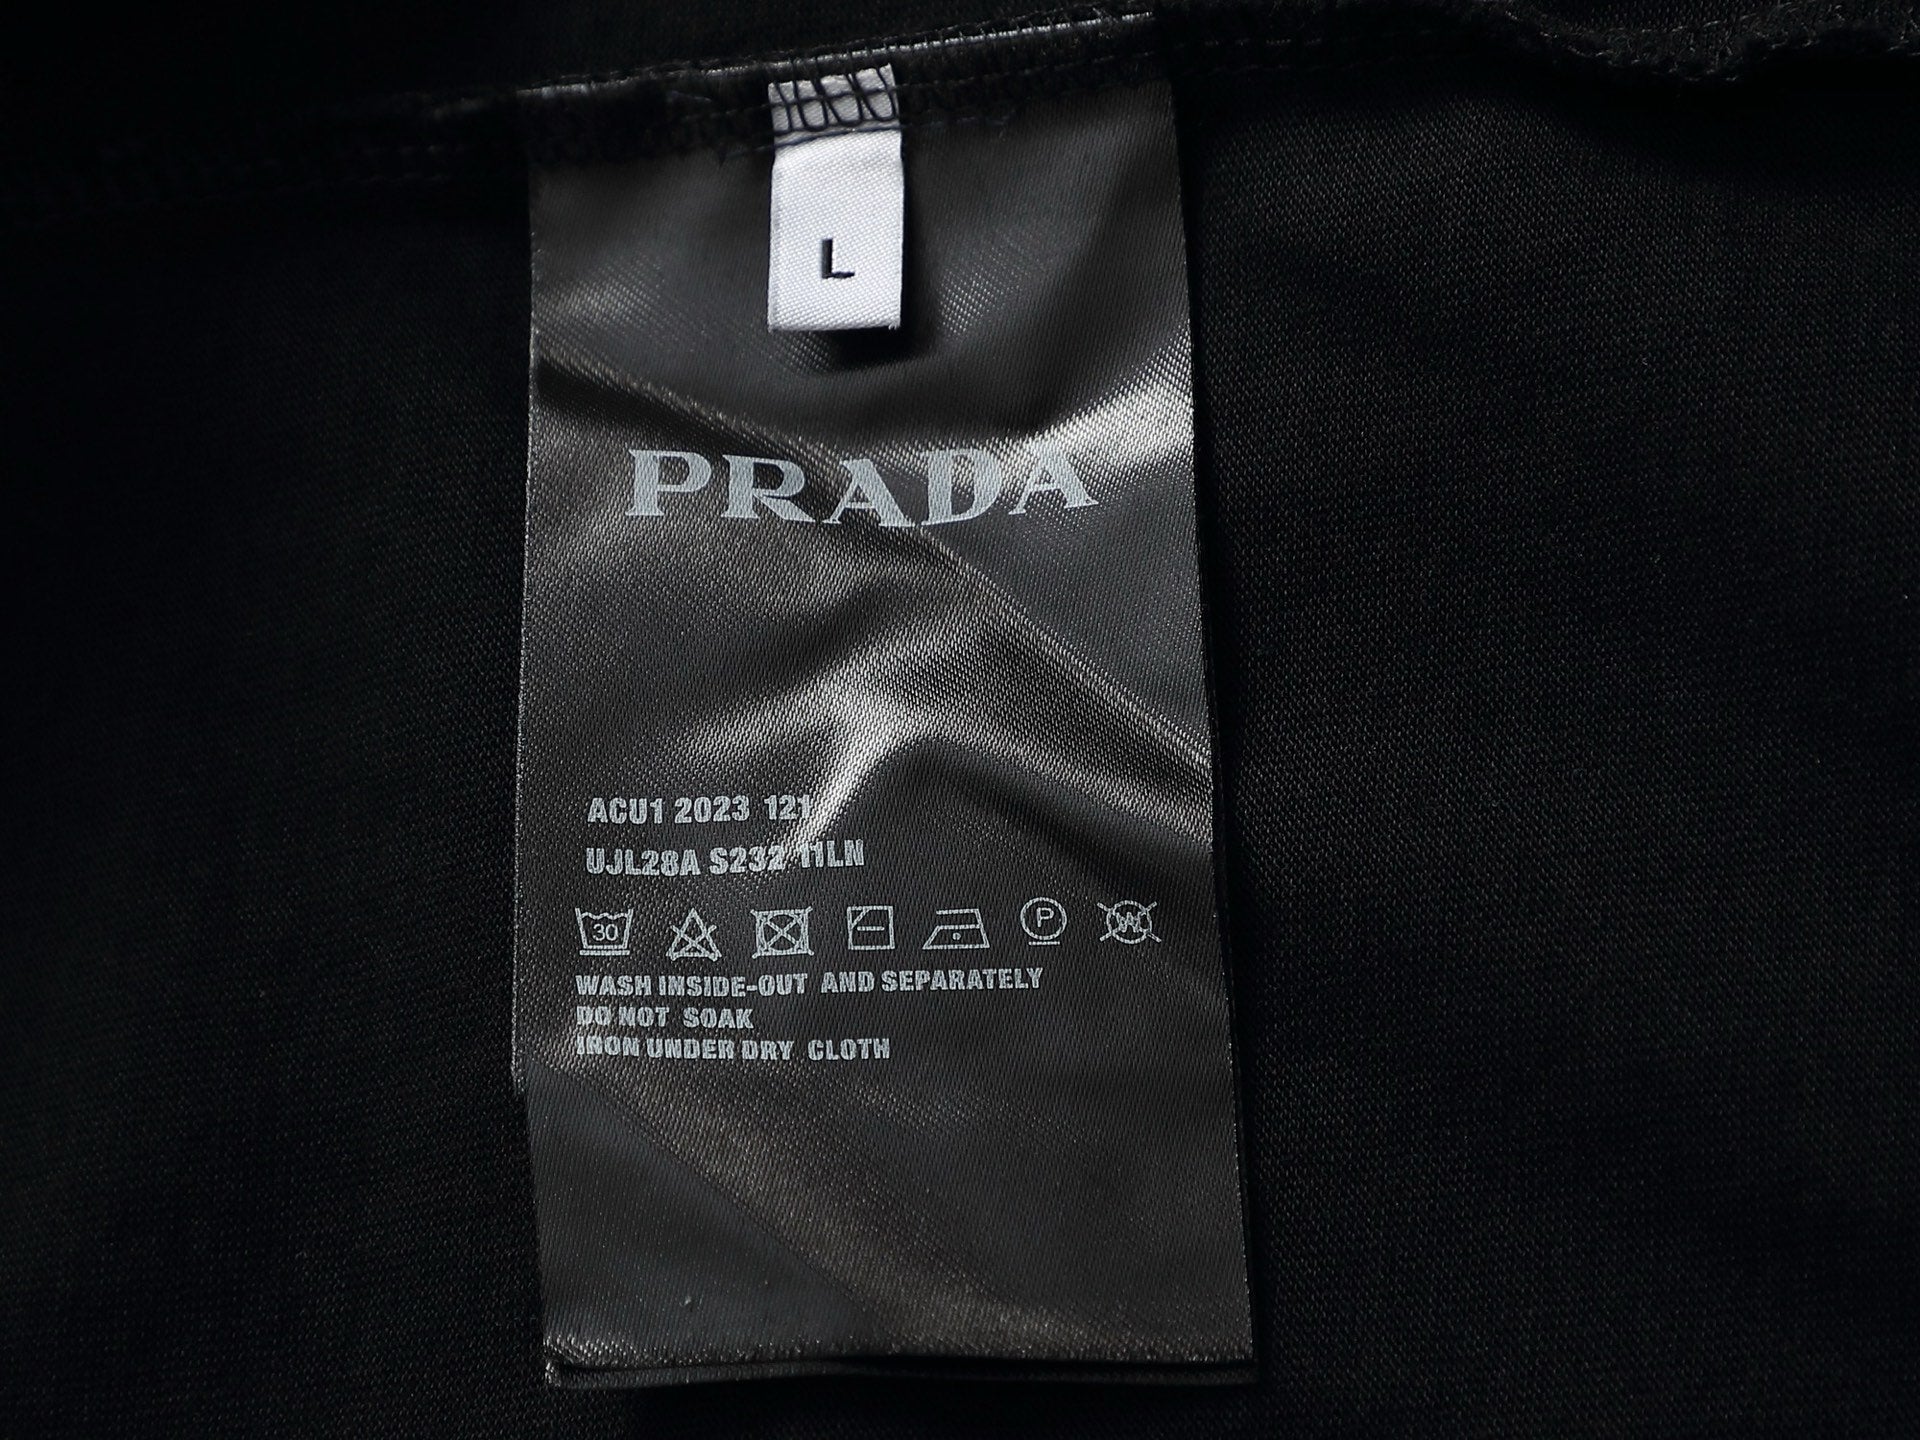 L
PRADA
ACU1 2023 121
UJL28A S232 11LN
30 P W
WASH INSIDE-OUT AND SEPARATELY
DO NOT SOAK
IRON UNDER DRY CLOTH